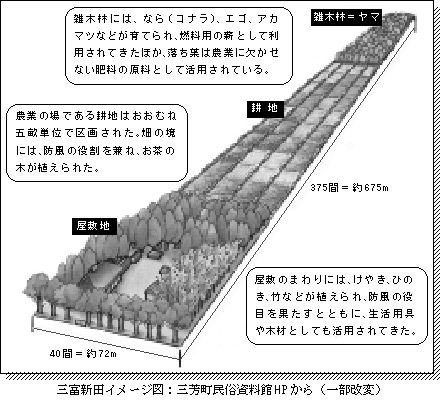 雑木林には、なら(コナラ)、エゴ、アカ
マツなどが育てられ、燃料用の薪として利
用されてきたほか、落ち葉は農業に欠かせ
ない肥料の原料として活用されている。
雑木林=ヤマ
農業の場である耕地はおおむね
五畝単位で区画された。畑の境
には、防風の役割を兼ね、お茶の
木が植えられた。
耕地
375間=約675m
屋敷地
屋敷のまわりには、けやき、ひの
き、竹などが植えられ、防風の役
目を果たすとともに、生活用具
や木材としても活用されてきた。
40間=約72m
三富新田イメージ図:三芳町民俗資料館HPから(一部改変)